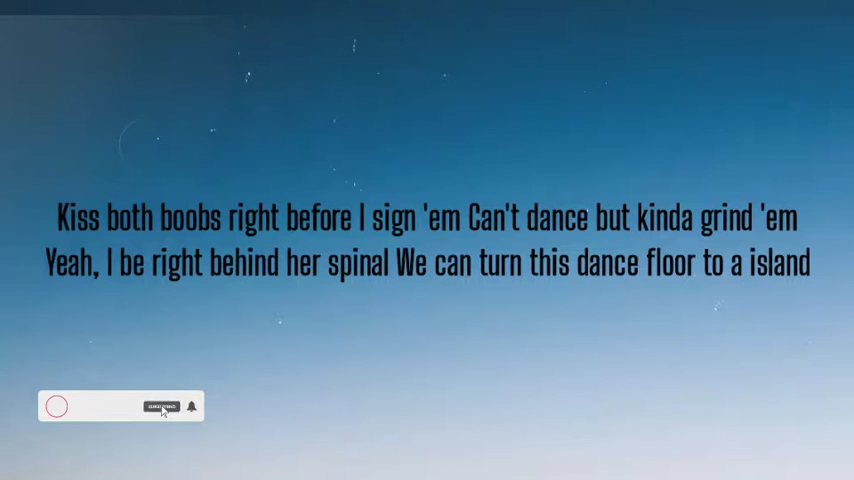 Kiss both boobs right before I sign 'em Can't dance but kinda grind 'em
Yeah, I be right behind her spinal We can turn this dance floor to a island